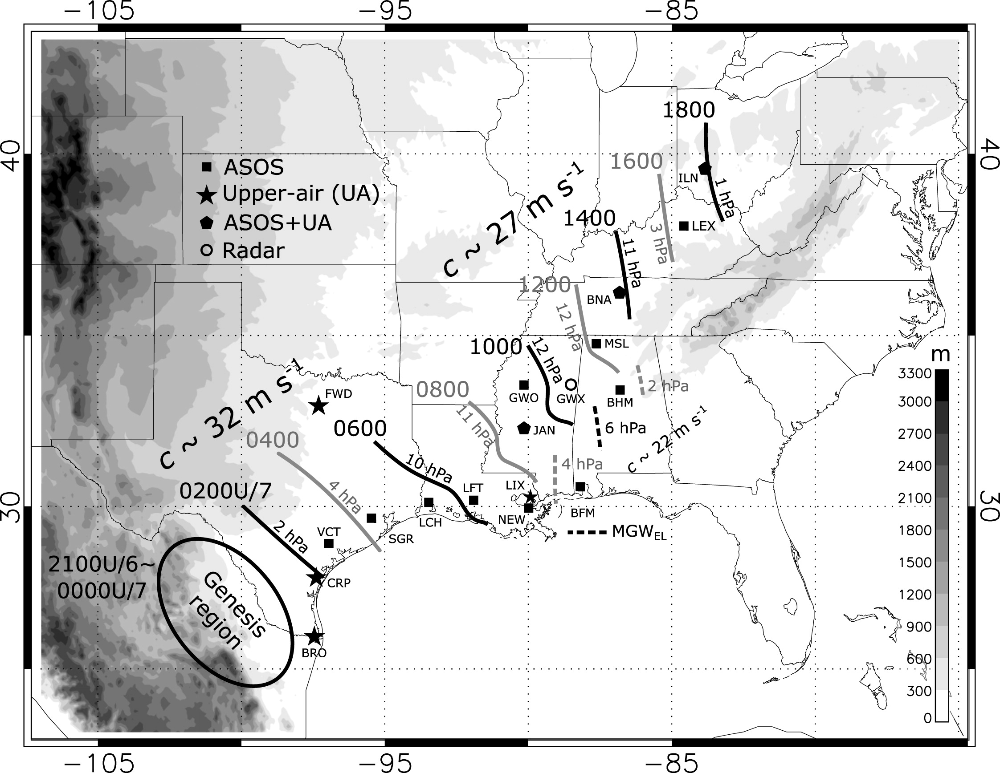 −105 −95 −85
1800
40 40
1600
ASOS
ILN
Upper-air (UA)
1 hPa
c ~ 27 m s-1
1400
ASOS+UA
LEX
3 hPa
Radar
11 hPa
1200
BNA
12 hPa
1000
MSL
12 hPa
m
3300
3000
2700
2400
2100
1800
1500
1200
900
600
300
0
c ~ 32 m s-1
FWD
0800
GWO
GWX
BHM
2 hPa
11 hPa
0600
JAN
6 hPa
0400
c ~ 22 m s-1
10 hPa
4 hPa
0200U/7
4 hPa
LFT
LIX
30 30
LCH
NEW
BFM
VCT
SGR
MGWEL
2 hPa
2100U/6~
0000U/7
CRP
Genesis
region
BRO
−105 −95 −85